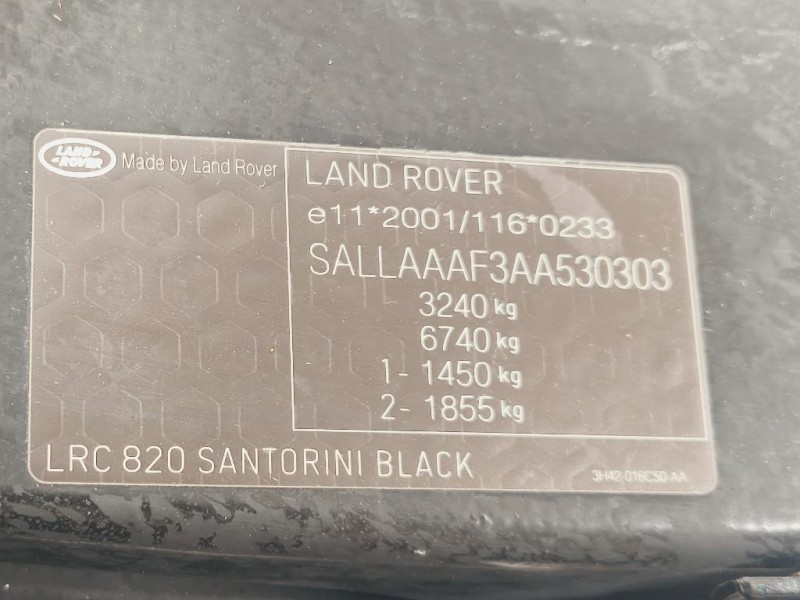 LAND ROVER
Made by Land Rover
LAND ROVER
e11*2001/116*0233
SALLAAAF3AA530303
3240 kg
6740 kg
1- 1450 kg
2- 1855 kg
LRC 820 SANTORINI BLACK
3H42 016C50-AA